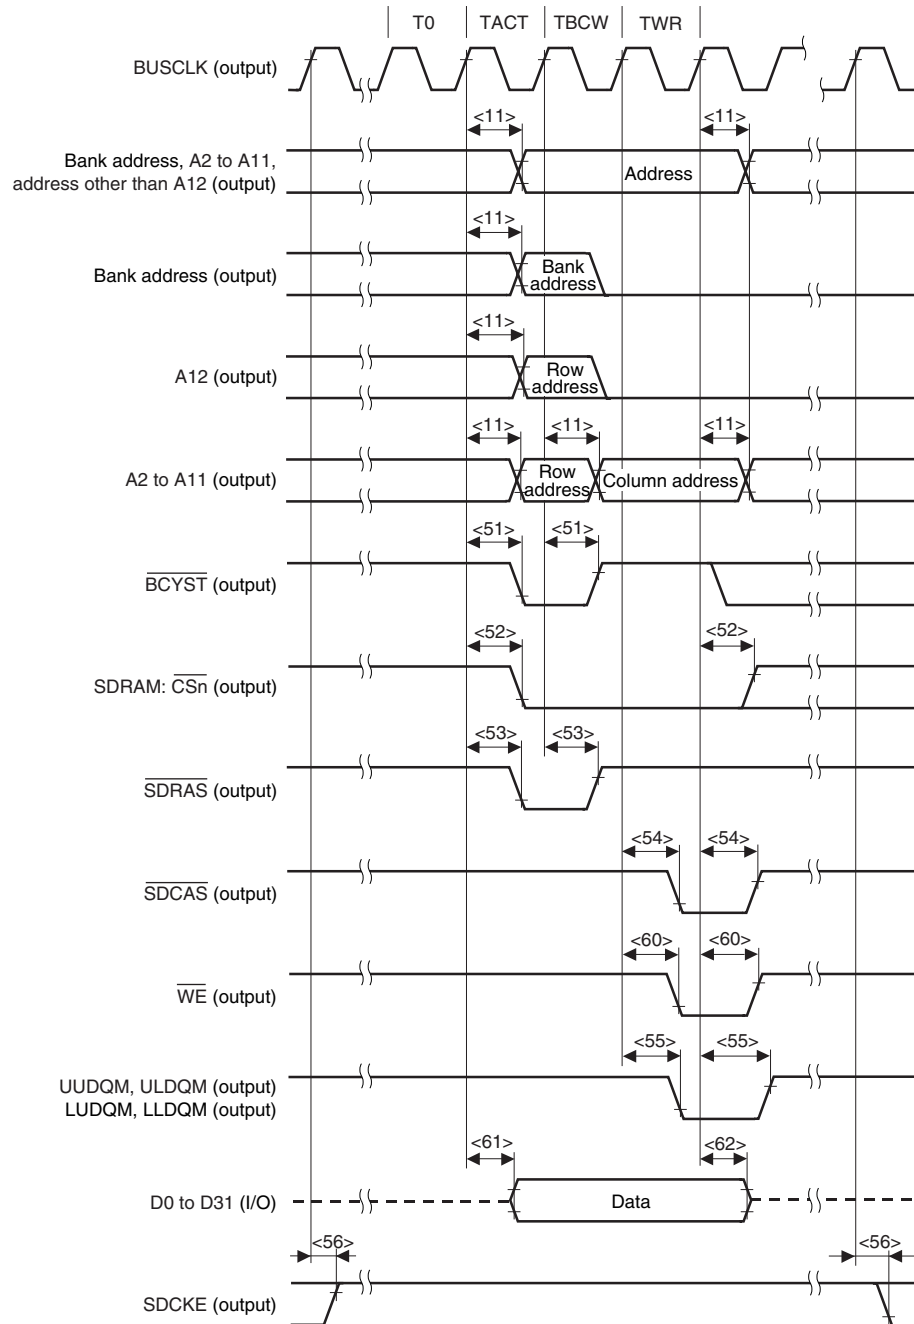 T0 TACT TBCW TWR
BUSCLK (output)
<11> <11>
Bank address, A2 to A11,
address other than A12 (output)
Address
<11>
Bank address (output)
Bank
address
<11>
A12 (output)
Row
address
<11> <11> <11>
A2 to A11 (output)
Row
address
Column address
<51> <51>
BCYST (output)
<52> <52>
SDRAM: CSn (output)
<53> <53>
SDRAS (output)
<54> <54>
SDCAS (output)
<60> <60>
WE (output)
<55> <55>
UUDQM, ULDQM (output)
LUDQM, LLDQM (output)
<61> <62>
D0 to D31 (I/O)
Data
<56> <56>
SDCKE (output)